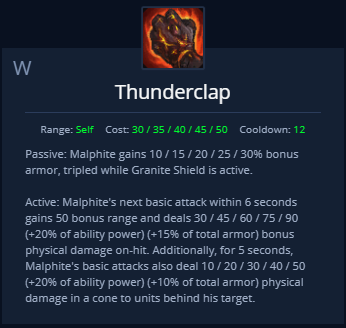 W
Thunderclap
Range: Self Cost: 30 / 35 / 40 / 45 / 50 Cooldown: 12
Passive: Malphite gains 10 / 15 / 20 / 25 / 30% bonus
armor, tripled while Granite Shield is active.
Active: Malphite's next basic attack within 6 seconds
gains 50 bonus range and deals 30 / 45 / 60 / 75 / 90
(+20% of ability power) (+15% of total armor) bonus
physical damage on-hit. Additionally, for 5 seconds,
Malphite's basic attacks also deal 10 / 20 / 30 / 40 / 50
(+20% of ability power) (+10% of total armor) physical
damage in a cone to units behind his target.